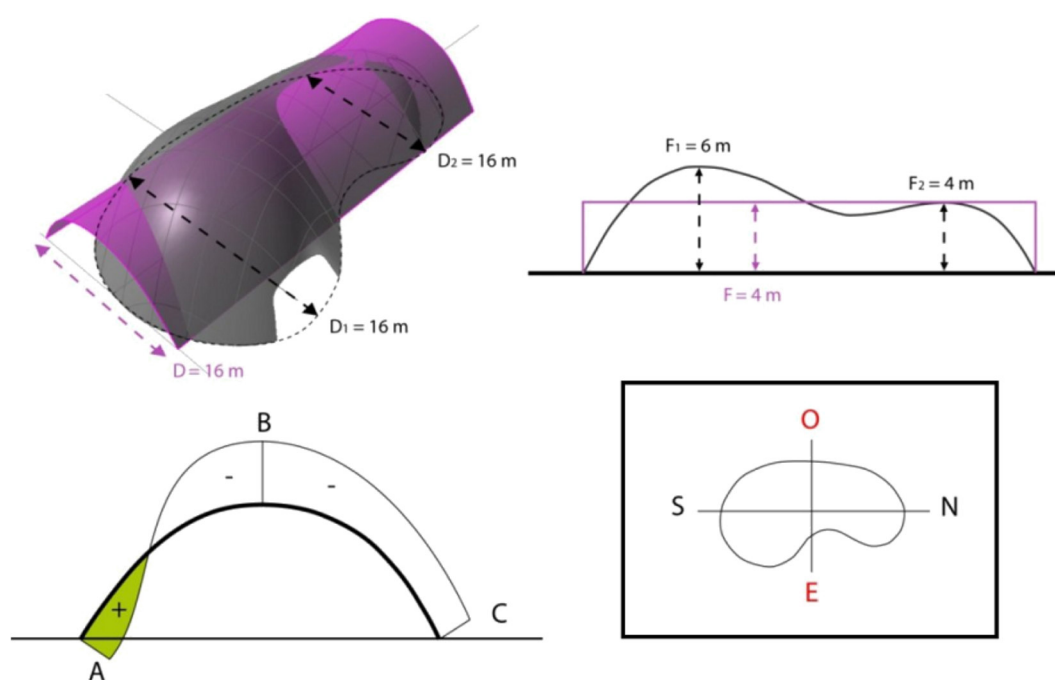 D₂ = 16 m
D₁ = 16 m
D = 16 m
F₁ = 6 m
F₂ = 4 m
F = 4 m
B
-
-
+
C
A
O
S
N
E